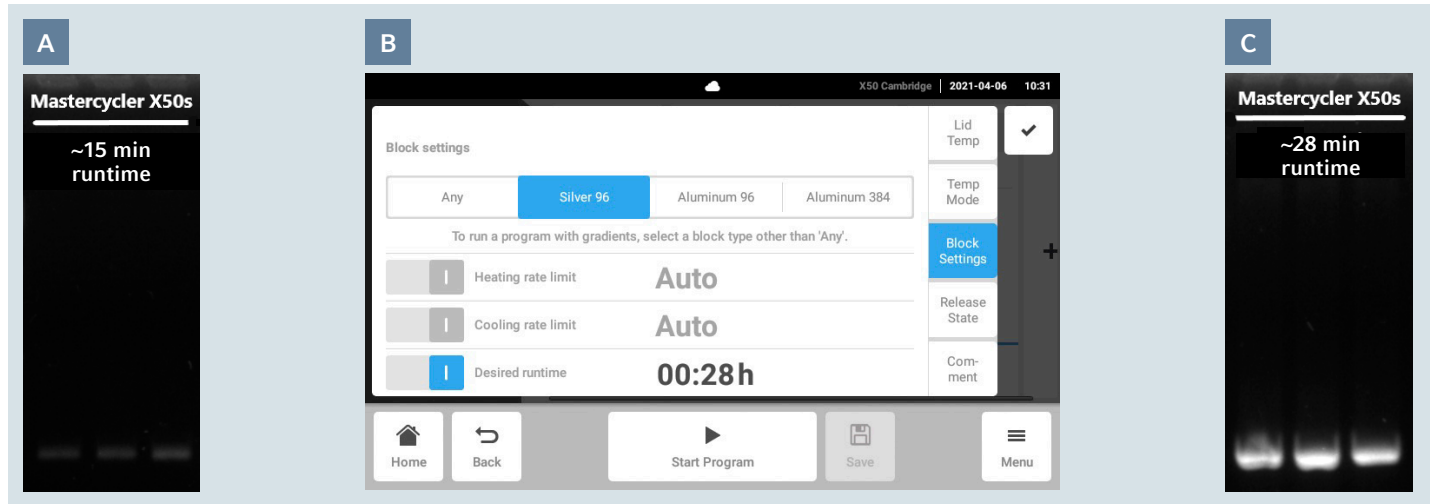 A
Mastercycler X50s
~15 min
runtime
B
X50 Cambridge | 2021-04-06 10:31
Block settings
Any Silver 96 Aluminum 96 Aluminum 384
To run a program with gradients, select a block type other than 'Any'.
Heating rate limit Auto
Cooling rate limit Auto
Desired runtime 00:28h
Lid
Temp
Temp
Mode
Block
Settings
Release
State
Com-
ment
Home Back Start Program Save Menu
C
Mastercycler X50s
~28 min
runtime